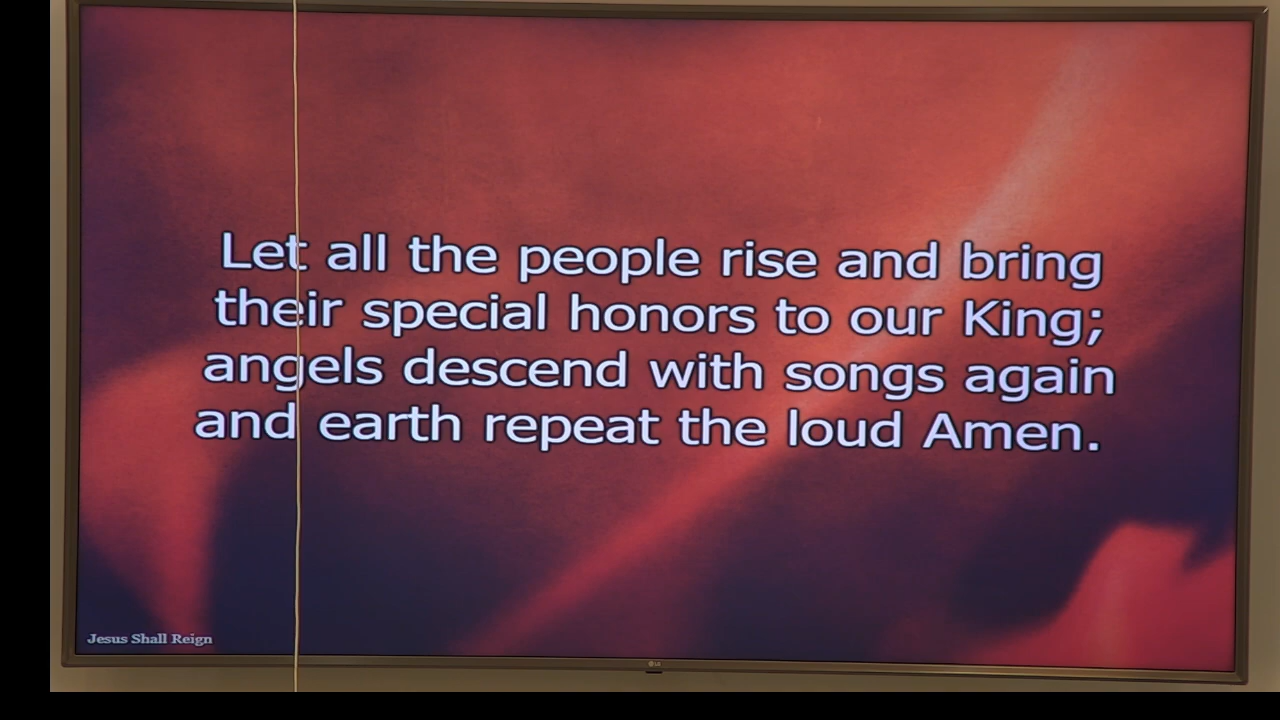 Let all the people rise and bring
their special honors to our King;
angels descend with songs again
and earth repeat the loud Amen.
Jesus Shall Reign
LG